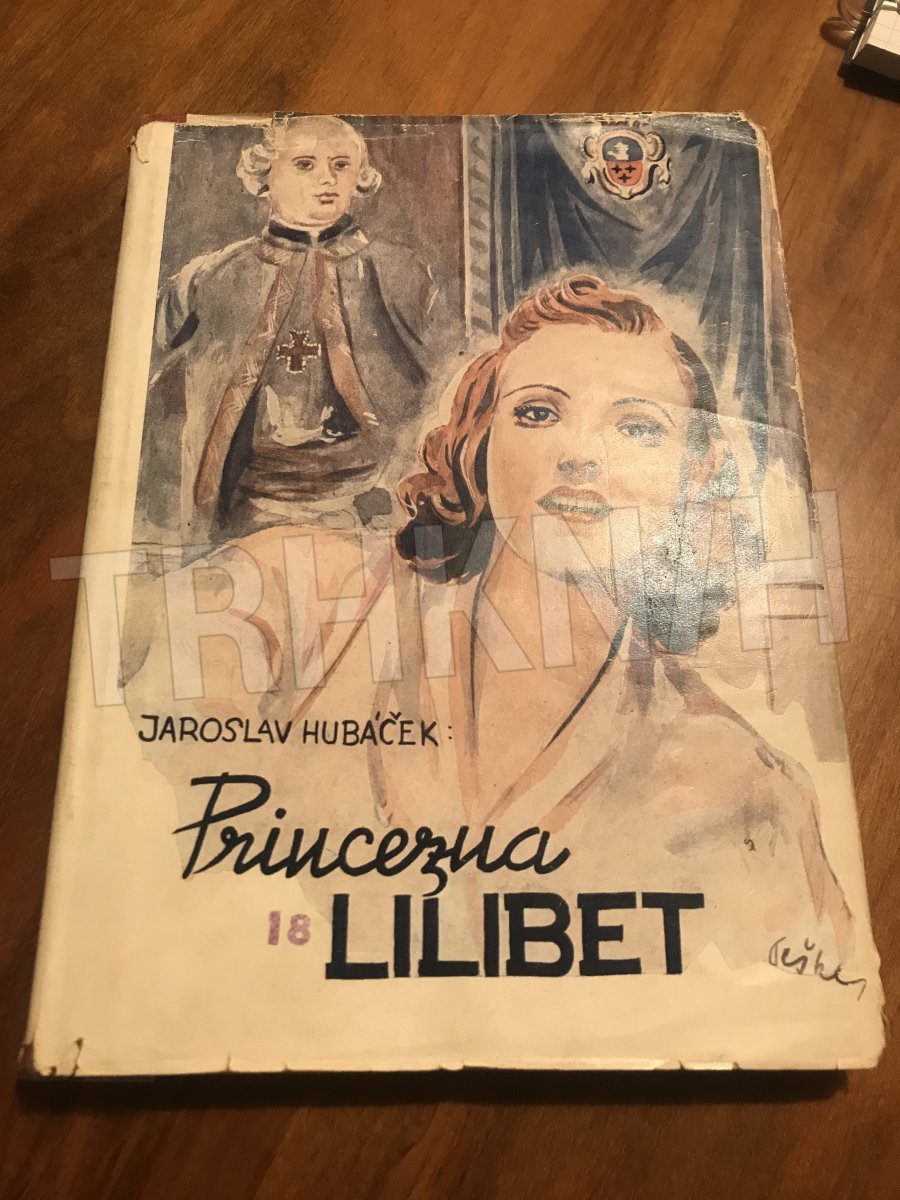 TRHKNIH
JAROSLAV HUBÁČEK:
Princezna
18 LILIBET